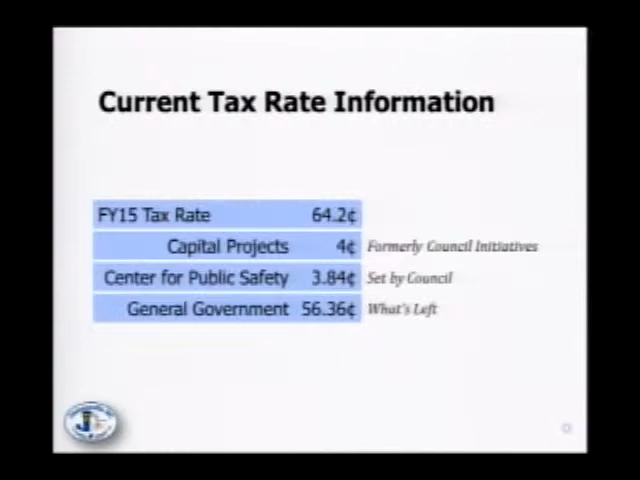 Current Tax Rate Information
FY15 Tax Rate 64.2¢
Capital Projects 4¢ Formerly Council Initiatives
Center for Public Safety 3.84¢ Set by Council
General Government 56.36¢ What's Left